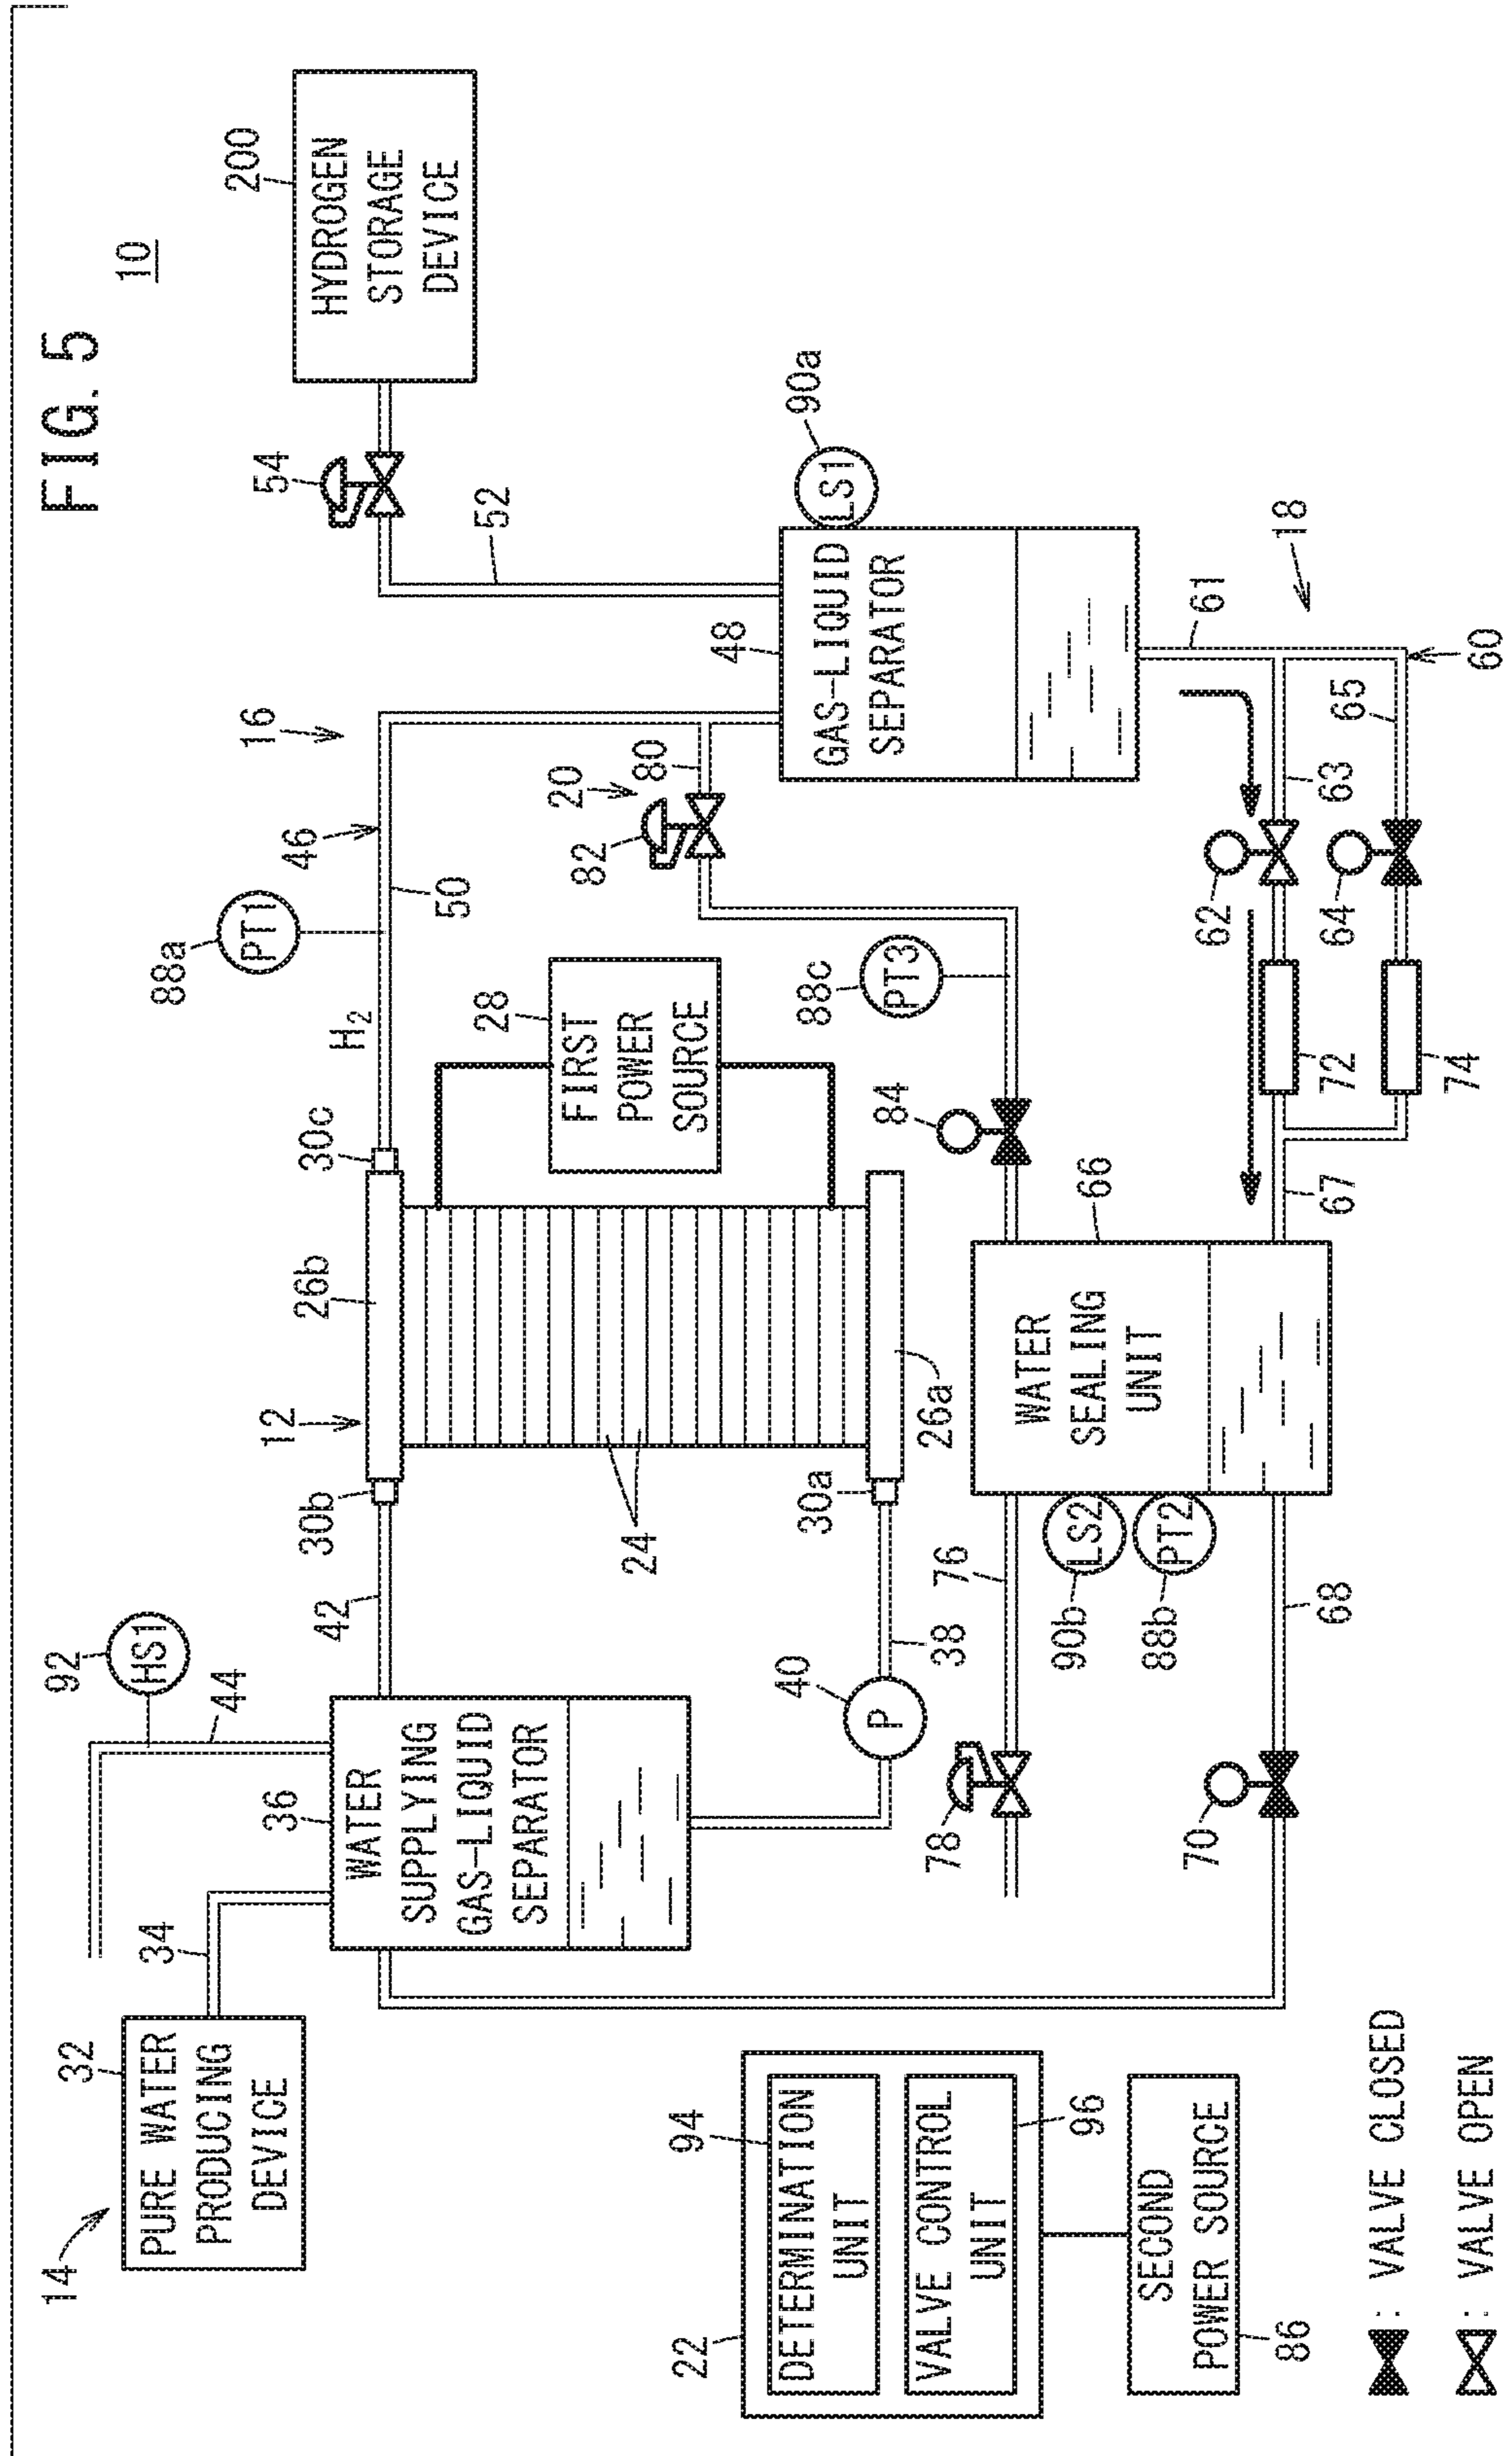 FIG. 5
10
14
32
PURE WATER
PRODUCING
DEVICE
34
44
92
HS1
36
WATER
SUPPLYING
GAS-LIQUID
SEPARATOR
42
30b
12
26b
30c
H2
88a
PT1
46
50
16
52
54
200
HYDROGEN
STORAGE
DEVICE
24
28
FIRST
POWER
SOURCE
20
82
80
48
GAS-LIQUID
SEPARATOR
90a
LS1
40
P
38
30a
26a
84
88c
PT3
78
76
90b
LS2
88b
PT2
WATER
SEALING
UNIT
66
70
68
67
72
74
62
64
63
65
61
18
60
22
94
DETERMINATION
UNIT
VALVE CONTROL
UNIT
96
SECOND
POWER SOURCE
86
: VALVE CLOSED
: VALVE OPEN